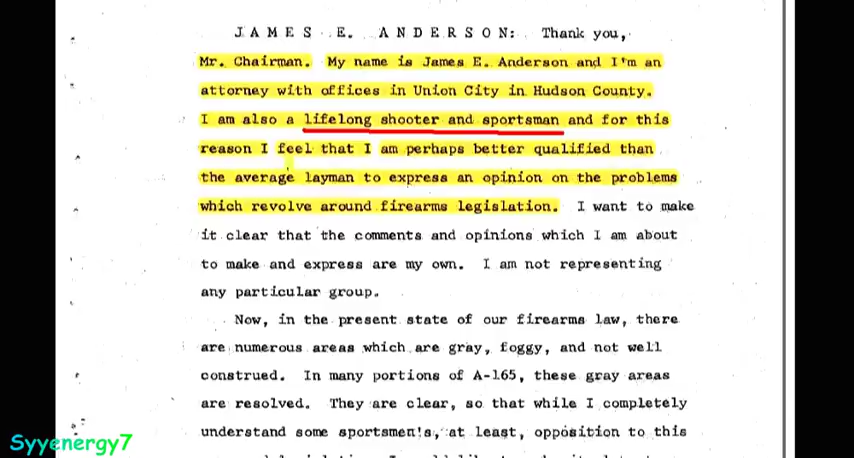 J A M E S E. A N D E R S O N: Thank you,
Mr. Chairman. My name is James E. Anderson and I'm an
attorney with offices in Union City in Hudson County.
I am also a lifelong shooter and sportsman and for this
reason I feel that I am perhaps better qualified than
the average layman to express an opinion on the problems
which revolve around firearms legislation. I want to make
it clear that the comments and opinions which I am about
to make and express are my own. I am not representing
any particular group.
Now, in the present state of our firearms law, there
are numerous areas which are gray, foggy, and not well
construed. In many portions of A-165, these gray areas
are resolved. They are clear, so that while I completely
understand some sportsmen's, at least, opposition to this
Syyenergy7